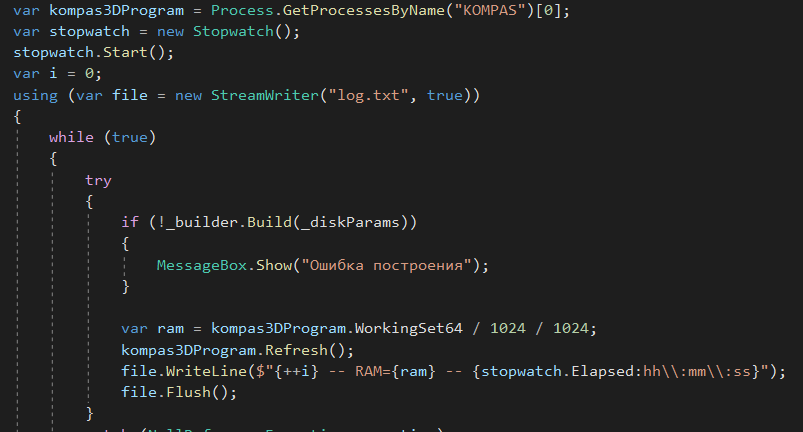 var kompas3DProgram = Process.GetProcessesByName("KOMPAS")[0];
var stopwatch = new Stopwatch();
stopwatch.Start();
var i = 0;
using (var file = new StreamWriter("log.txt", true))
{
while (true)
{
try
{
if (!_builder.Build(_diskParams))
{
MessageBox.Show("Ошибка построения");
}
var ram = kompas3DProgram.WorkingSet64 / 1024 / 1024;
kompas3DProgram.Refresh();
file.WriteLine($"{++i} -- RAM={ram} -- {stopwatch.Elapsed:hh\\:mm\\:ss}");
file.Flush();
}